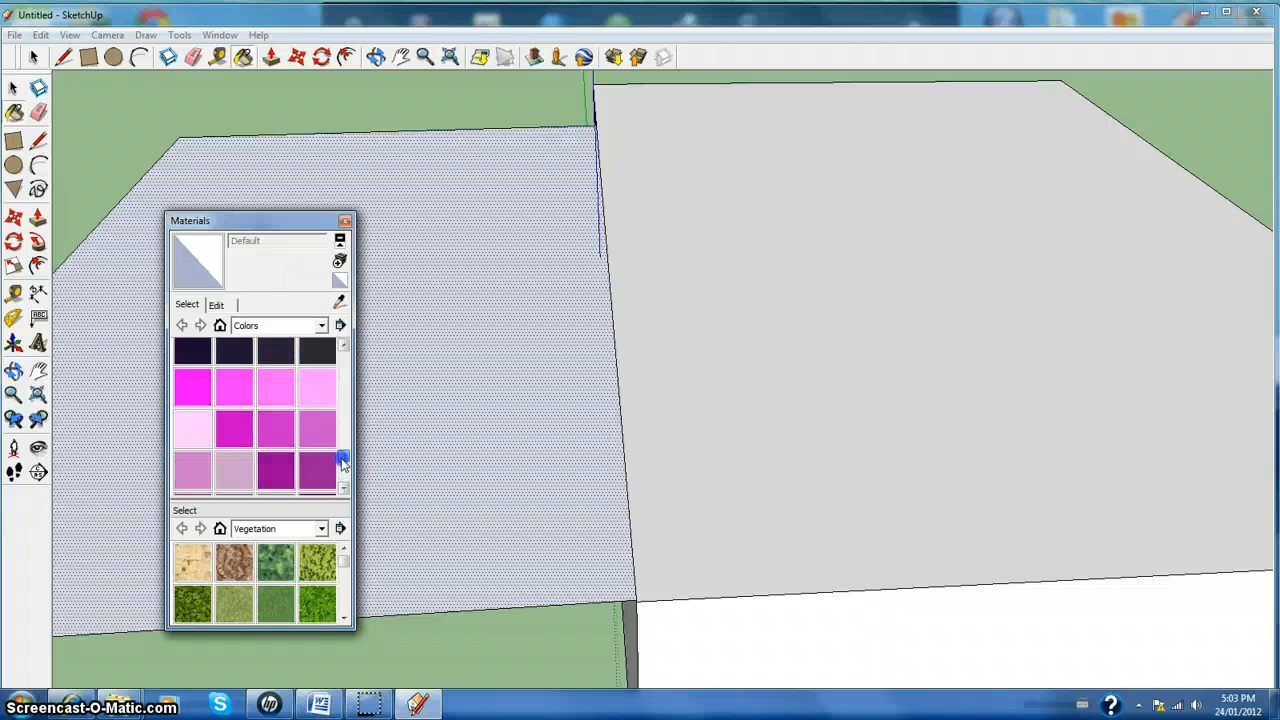 Untitled - SketchUp
File Edit View Camera Draw Tools Window Help
Materials
Default
Select Edit
Colors
Select
Vegetation
ABC
Screencast-O-Matic.com
5:03 PM
24/01/2012